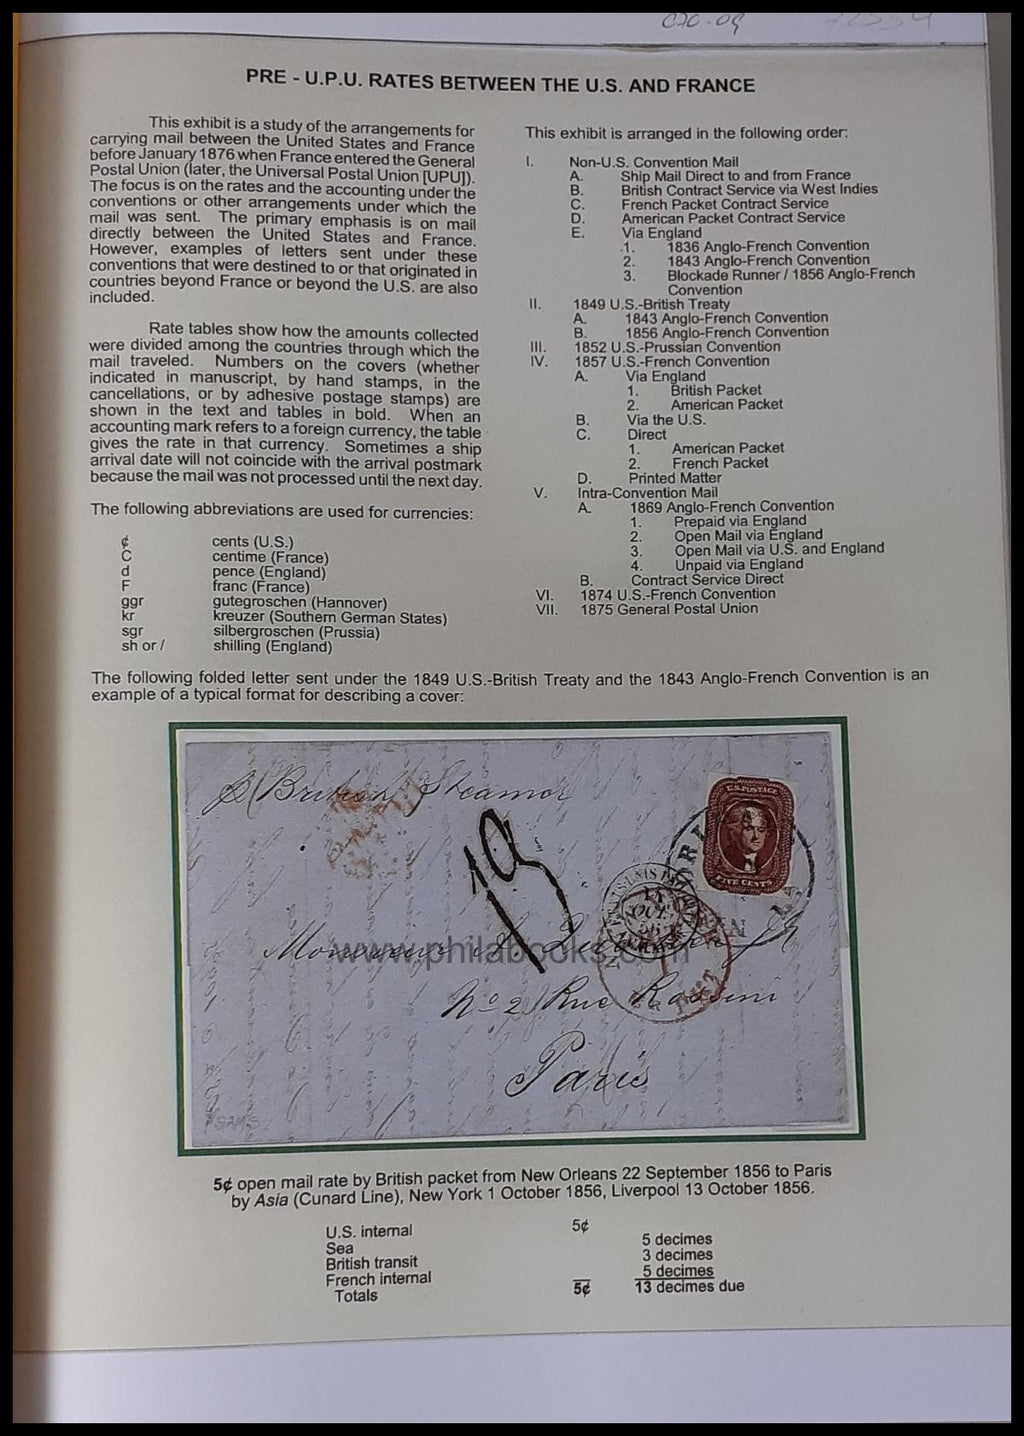 PRE - U.P.U. RATES BETWEEN THE U.S. AND FRANCE
This exhibit is a study of the arrangements for
carrying mail between the United States and France
before January 1876 when France entered the General
Postal Union (later, the Universal Postal Union [UPU]).
The focus is on the rates and the accounting under the
conventions or other arrangements under which the
mail was sent. The primary emphasis is on mail
directly between the United States and France.
However, examples of letters sent under these
conventions that were destined to or that originated in
countries beyond France or beyond the U.S. are also
included.
Rate tables show how the amounts collected
were divided among the countries through which the
mail traveled. Numbers on the covers (whether
indicated in manuscript, by hand stamps, in the
cancellations, or by adhesive postage stamps) are
shown in the text and tables in bold. When an
accounting mark refers to a foreign currency, the table
gives the rate in that currency. Sometimes a ship
arrival date will not coincide with the arrival postmark
because the mail was not processed until the next day.
The following abbreviations are used for currencies:
¢ cents (U.S.)
C centime (France)
d pence (England)
F franc (France)
ggr gutegroschen (Hannover)
kr kreuzer (Southern German States)
sgr silbergroschen (Prussia)
sh or / shilling (England)
This exhibit is arranged in the following order:
I. Non-U.S. Convention Mail
A. Ship Mail Direct to and from France
B. British Contract Service via West Indies
C. French Packet Contract Service
D. American Packet Contract Service
E. Via England
1. 1836 Anglo-French Convention
2. 1843 Anglo-French Convention
3. Blockade Runner / 1856 Anglo-French
Convention
II. 1849 U.S.-British Treaty
A. 1843 Anglo-French Convention
B. 1856 Anglo-French Convention
III. 1852 U.S.-Prussian Convention
IV. 1857 U.S.-French Convention
A. Via England
1. British Packet
2. American Packet
B. Via the U.S.
C. Direct
1. American Packet
2. French Packet
D. Printed Matter
V. Intra-Convention Mail
A. 1869 Anglo-French Convention
1. Prepaid via England
2. Open Mail via England
3. Open Mail via U.S. and England
4. Unpaid via England
B. Contract Service Direct
VI. 1874 U.S.-French Convention
VII. 1875 General Postal Union
The following folded letter sent under the 1849 U.S.-British Treaty and the 1843 Anglo-French Convention is an
example of a typical format for describing a cover:
British Steamer
U.S. POSTAGE
FIVE CENTS
13
OCT
56
www.philabooks.com
Monsieur
No 2 Rue Rossini
Paris
5¢ open mail rate by British packet from New Orleans 22 September 1856 to Paris
by Asia (Cunard Line), New York 1 October 1856, Liverpool 13 October 1856.
U.S. internal 5¢
Sea 5 decimes
British transit 3 decimes
French internal 5 decimes
Totals 5¢ 13 decimes due